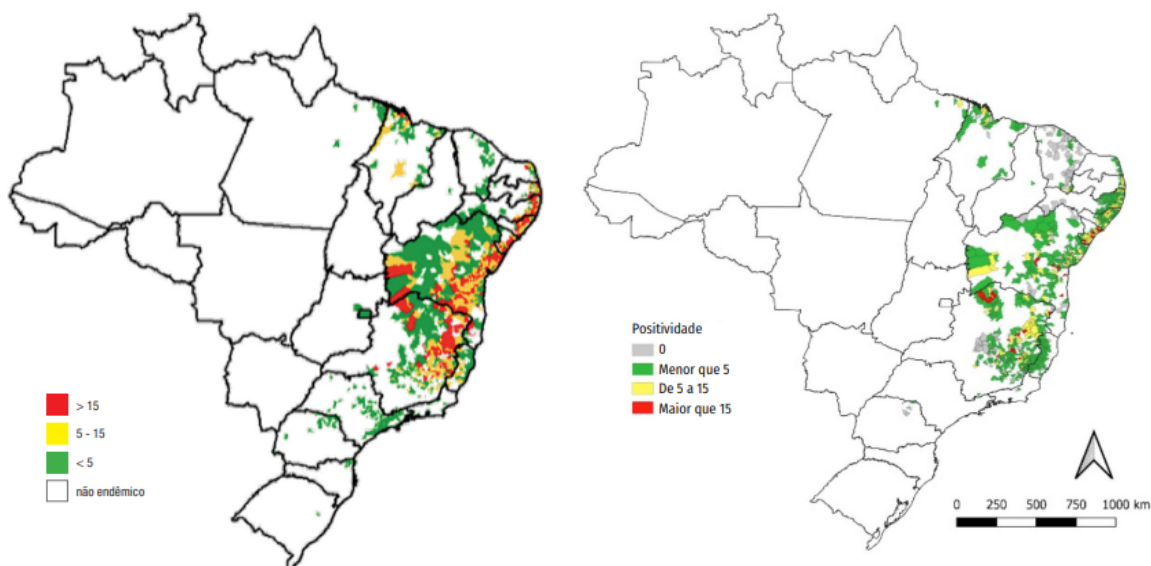 > 15
5 - 15
< 5
não endêmico
Positividade
0
Menor que 5
De 5 a 15
Maior que 15
0 250 500 750 1000 km